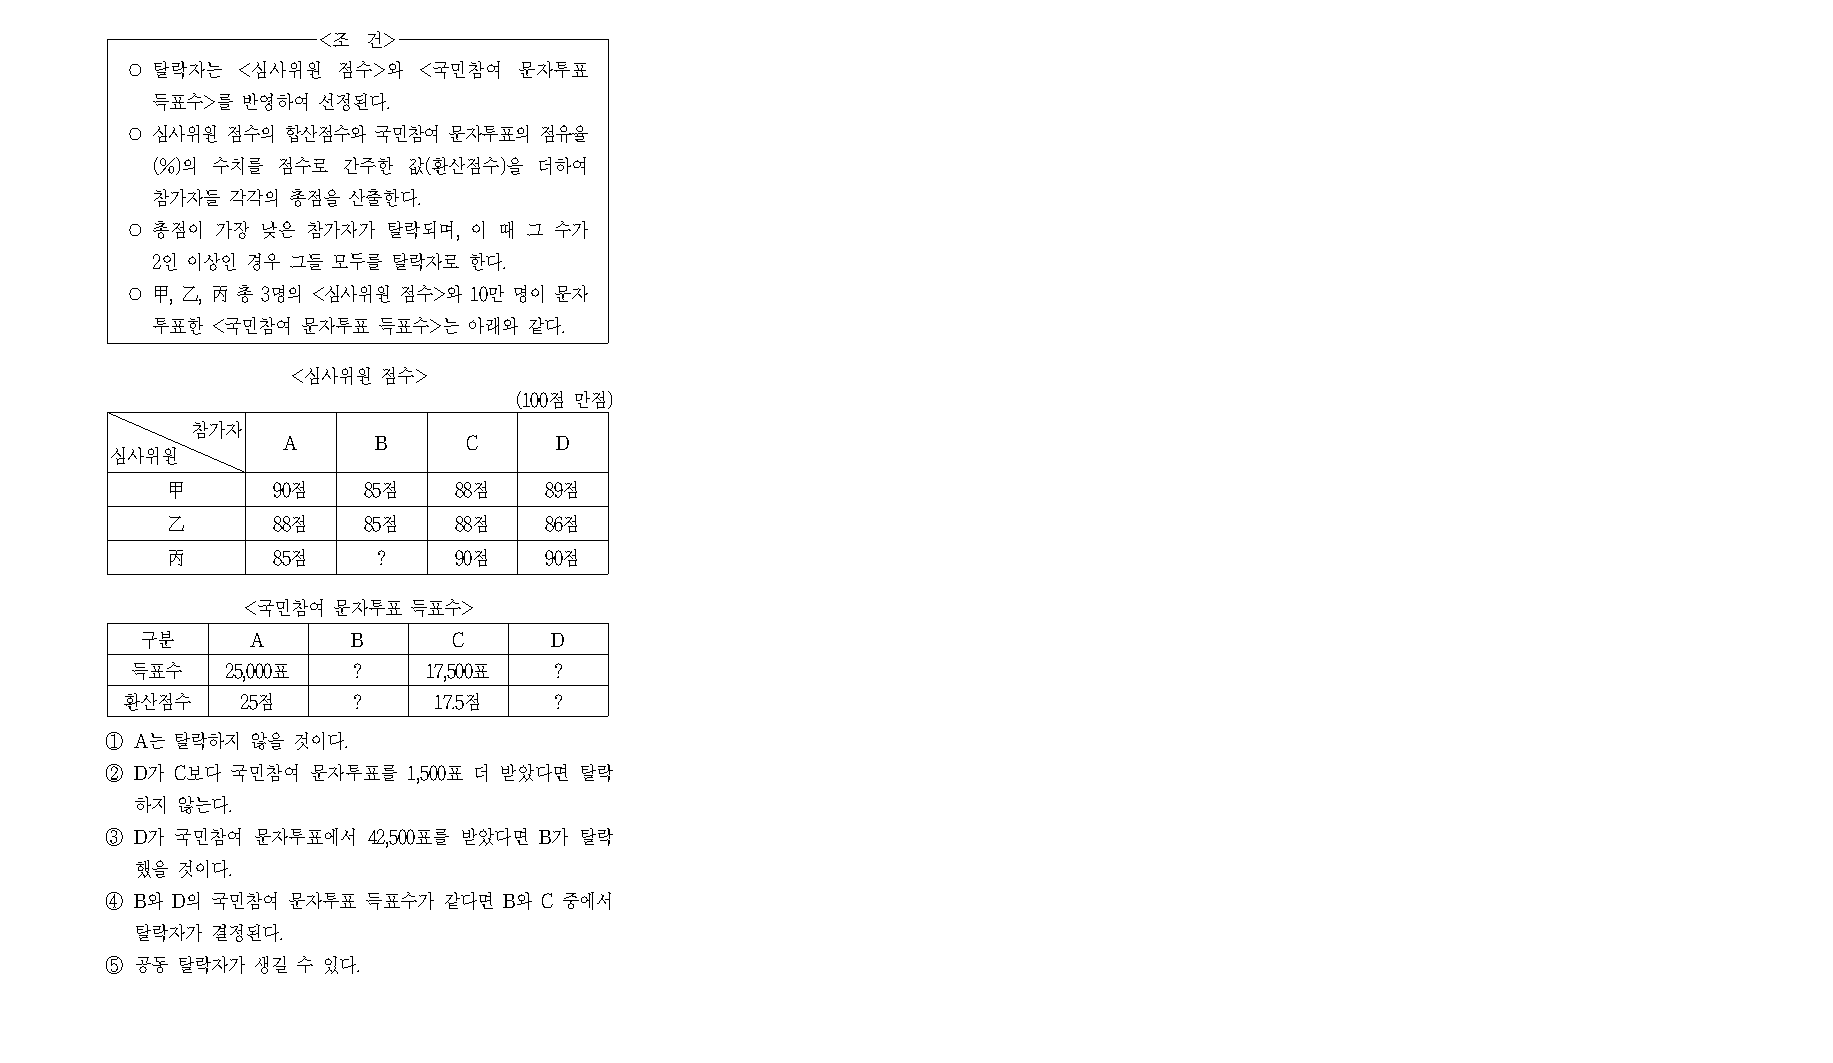 <조 건>
○ 탈락자는 <심사위원 점수>와 <국민참여 문자투표
득표수>를 반영하여 선정된다.
○ 심사위원 점수의 합산점수와 국민참여 문자투표의 점유율
(%)의 수치를 점수로 간주한 값(환산점수)을 더하여
참가자들 각각의 총점을 산출한다.
○ 총점이 가장 낮은 참가자가 탈락되며, 이 때 그 수가
2인 이상인 경우 그들 모두를 탈락자로 한다.
○ 甲, 乙, 丙 총 3명의 <심사위원 점수>와 10만 명이 문자
투표한 <국민참여 문자투표 득표수>는 아래와 같다.
<심사위원 점수>
(100점 만점)
참가자
심사위원 A B C D
甲 90점 85점 88점 89점
乙 88점 85점 88점 86점
丙 85점 ? 90점 90점
<국민참여 문자투표 득표수>
구분 A B C D
득표수 25,000표 ? 17,500표 ?
환산점수 25점 ? 17.5점 ?
① A는 탈락하지 않을 것이다.
② D가 C보다 국민참여 문자투표를 1,500표 더 받았다면 탈락
하지 않는다.
③ D가 국민참여 문자투표에서 42,500표를 받았다면 B가 탈락
했을 것이다.
④ B와 D의 국민참여 문자투표 득표수가 같다면 B와 C 중에서
탈락자가 결정된다.
⑤ 공동 탈락자가 생길 수 있다.